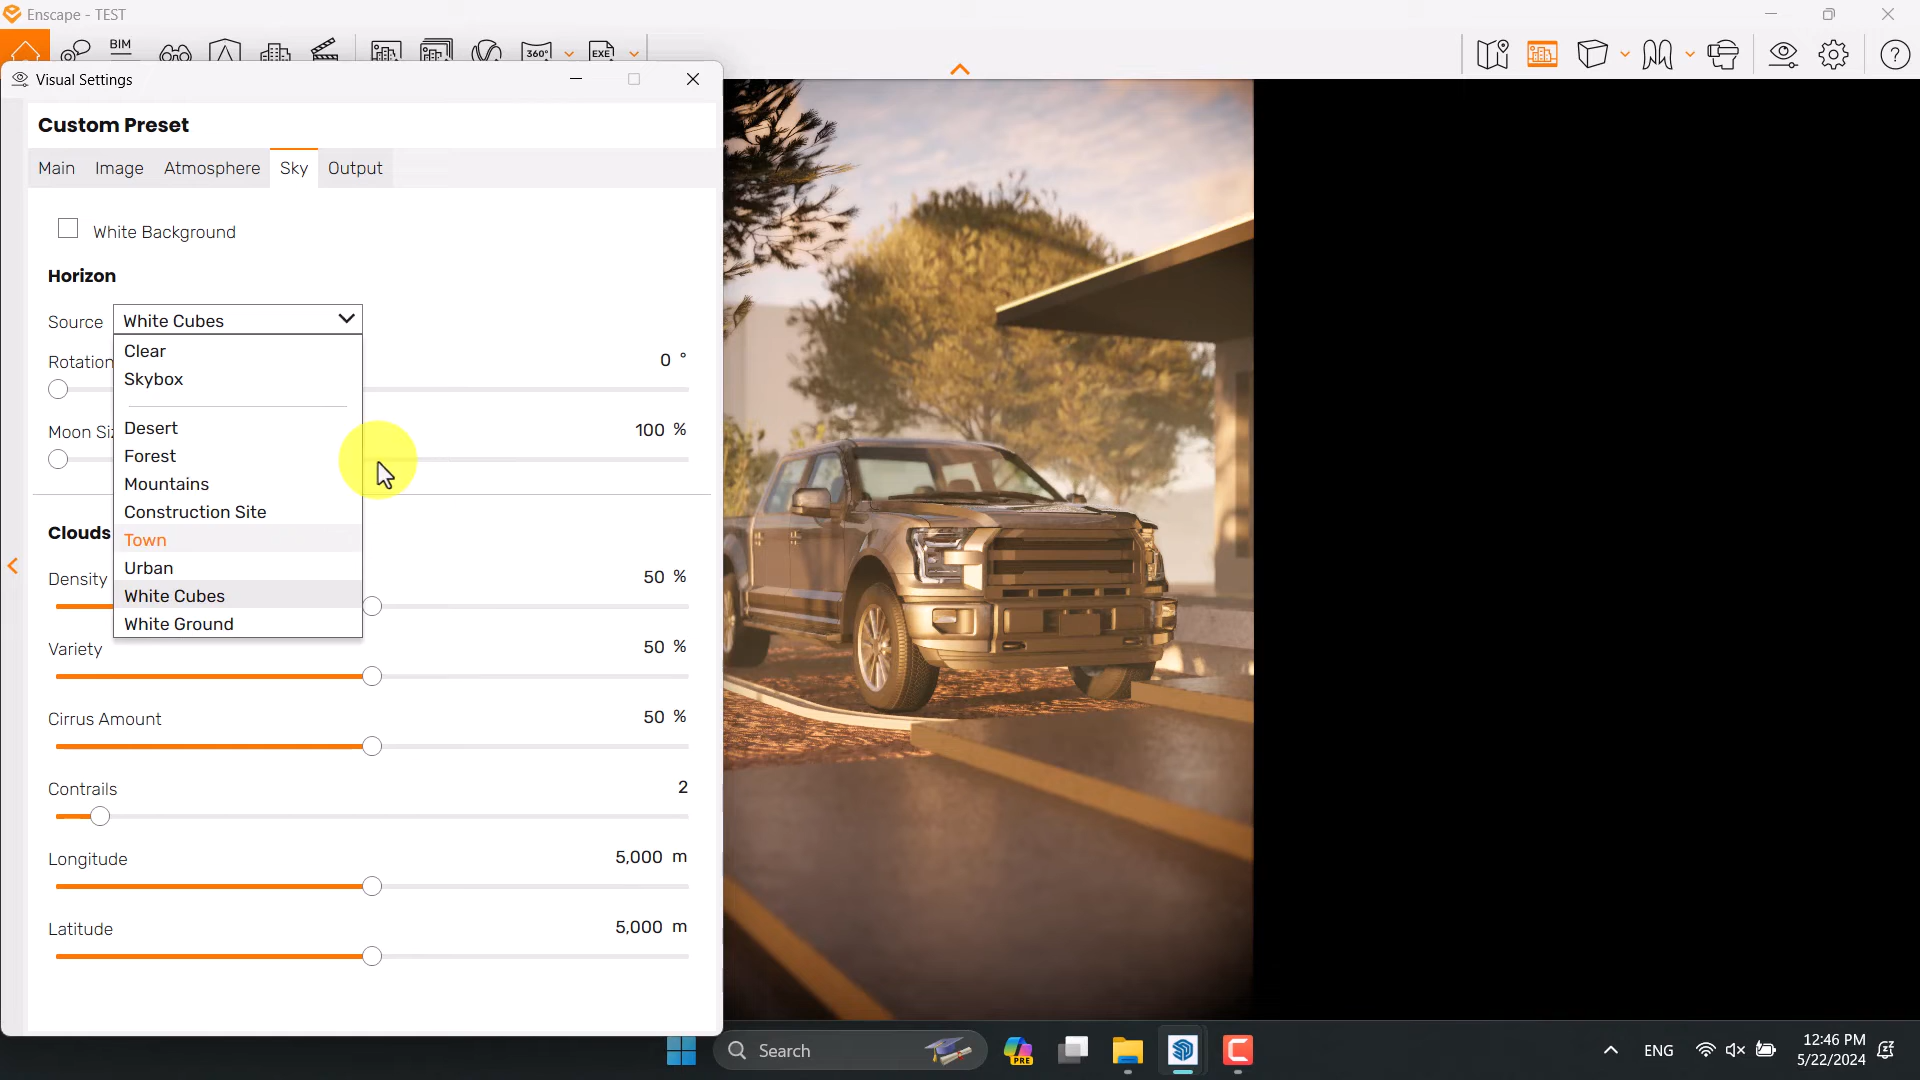 Enscape - TEST
BIM
360°
EXE
Visual Settings
Custom Preset
Main Image Atmosphere Sky Output
White Background
Horizon
Source White Cubes
Clear
Rotation 0 °
Skybox
Desert
Moon Siz 100 %
Forest
Mountains
Construction Site
Clouds
Town
Urban
Density 50 %
White Cubes
White Ground
Variety 50 %
Cirrus Amount 50 %
Contrails 2
Longitude 5,000 m
Latitude 5,000 m
Search
PRE
ENG
12:46 PM
5/22/2024